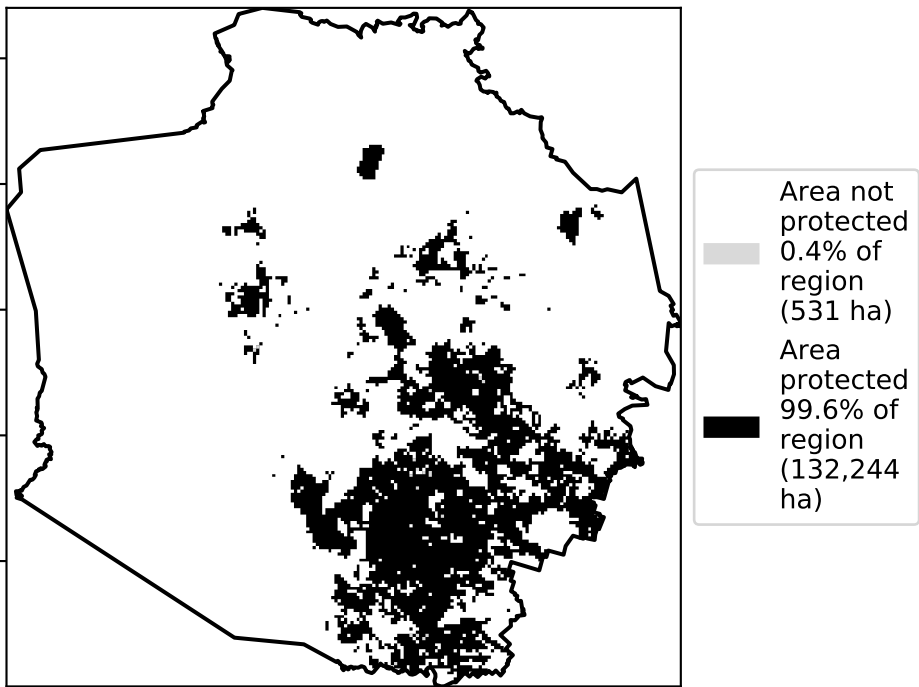 Area not
protected
0.4% of
region
(531 ha)
Area
protected
99.6% of
region
(132,244
ha)